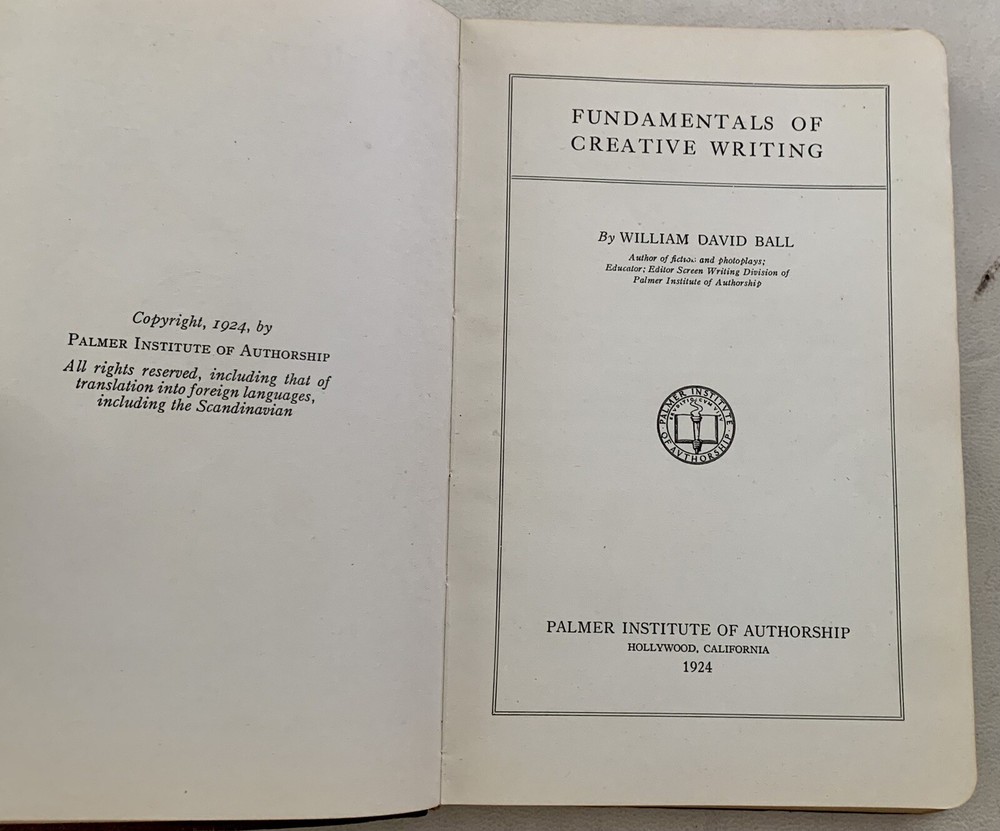 Copyright, 1924, by
PALMER INSTITUTE OF AUTHORSHIP
All rights reserved, including that of
translation into foreign languages,
including the Scandinavian
FUNDAMENTALS OF
CREATIVE WRITING
By WILLIAM DAVID BALL
Author of fiction and photoplays;
Educator; Editor Screen Writing Division of
Palmer Institute of Authorship
PALMER INSTITVTE
OF AVTHORSHIP
PALMER INSTITUTE OF AUTHORSHIP
HOLLYWOOD, CALIFORNIA
1924